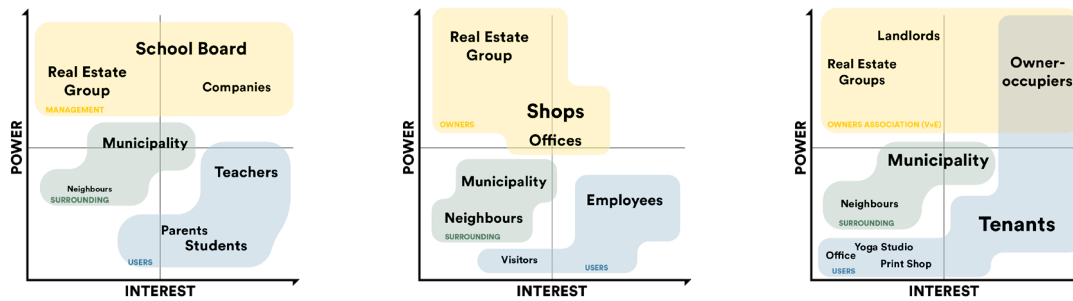 School Board
Real Estate
Group
Companies
MANAGEMENT
Municipality
Teachers
Neighbours
SURROUNDING
Parents
Students
USERS
POWER
INTEREST
Real Estate
Group
Shops
OWNERS
Offices
Municipality
Employees
Neighbours
SURROUNDING
Visitors
USERS
POWER
INTEREST
Landlords
Real Estate
Groups
Owner-
occupiers
OWNERS ASSOCIATION (VvE)
Municipality
Neighbours
SURROUNDING
Tenants
Yoga Studio
Office
Print Shop
USERS
POWER
INTEREST